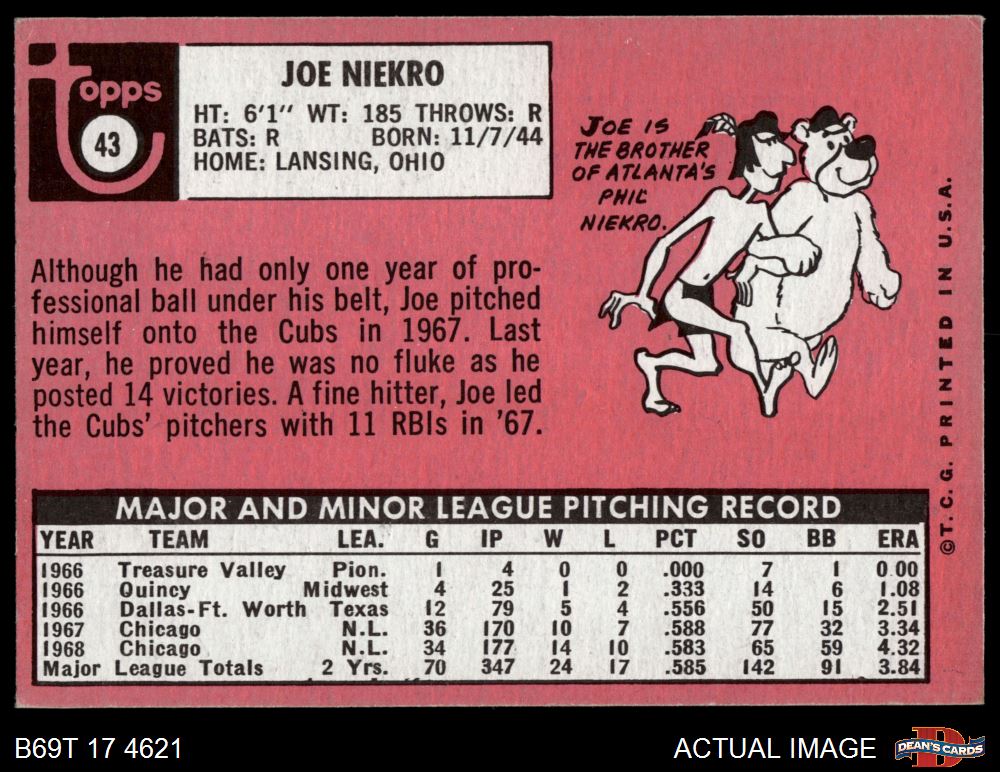 Topps
43
JOE NIEKRO
HT: 6'1" WT: 185 THROWS: R
BATS: R BORN: 11/7/44
HOME: LANSING, OHIO
JOE IS
THE BROTHER
OF ATLANTA'S
PHIL
NIEKRO.
Although he had only one year of pro-
fessional ball under his belt, Joe pitched
himself onto the Cubs in 1967. Last
year, he proved he was no fluke as he
posted 14 victories. A fine hitter, Joe led
the Cubs' pitchers with 11 RBIs in '67.
©T. C. G. PRINTED IN U.S.A.
MAJOR AND MINOR LEAGUE PITCHING RECORD
YEAR TEAM LEA. G IP W L PCT SO BB ERA
1966 Treasure Valley Pion. 1 4 0 0 .000 7 1 0.00
1966 Quincy Midwest 4 25 1 2 .333 14 6 1.08
1966 Dallas-Ft. Worth Texas 12 79 5 4 .556 50 15 2.51
1967 Chicago N.L. 36 170 10 7 .588 77 32 3.34
1968 Chicago N.L. 34 177 14 10 .583 65 59 4.32
Major League Totals 2 Yrs. 70 347 24 17 .585 142 91 3.84
B69T 17 4621 ACTUAL IMAGE
D
DEAN'S CARDS